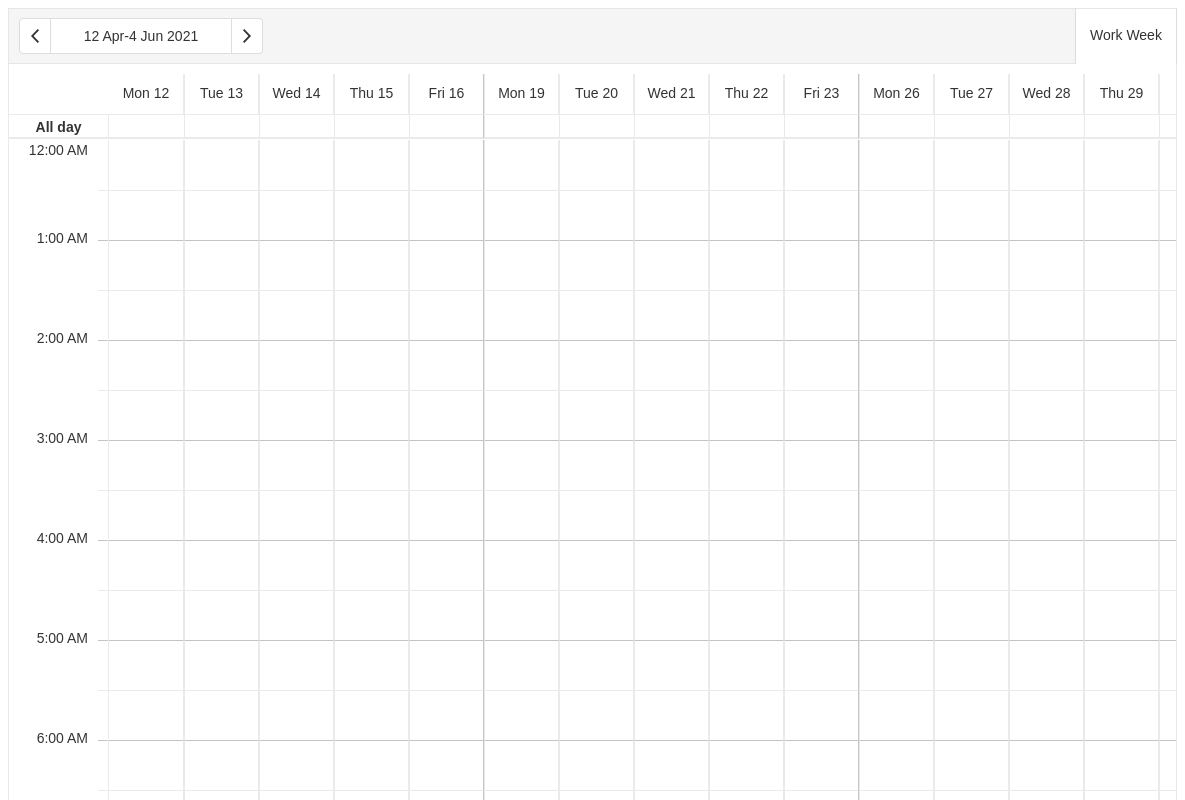 12 Apr-4 Jun 2021 Work Week
Mon 12 Tue 13 Wed 14 Thu 15 Fri 16 Mon 19 Tue 20 Wed 21 Thu 22 Fri 23 Mon 26 Tue 27 Wed 28 Thu 29
All day
12:00 AM
1:00 AM
2:00 AM
3:00 AM
4:00 AM
5:00 AM
6:00 AM